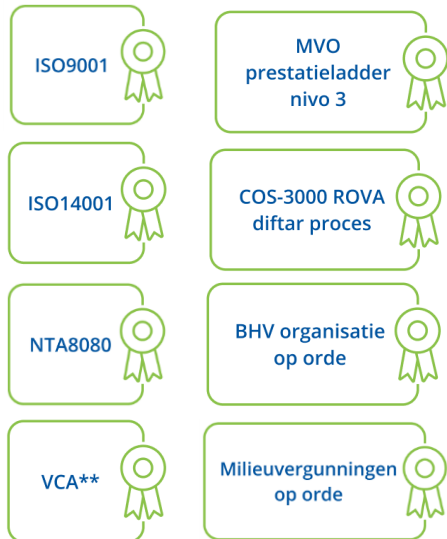 ISO9001
MVO
prestatieladder
nivo 3
ISO14001
COS-3000 ROVA
diftar proces
NTA8080
BHV organisatie
op orde
VCA**
Milieuvergunningen
op orde